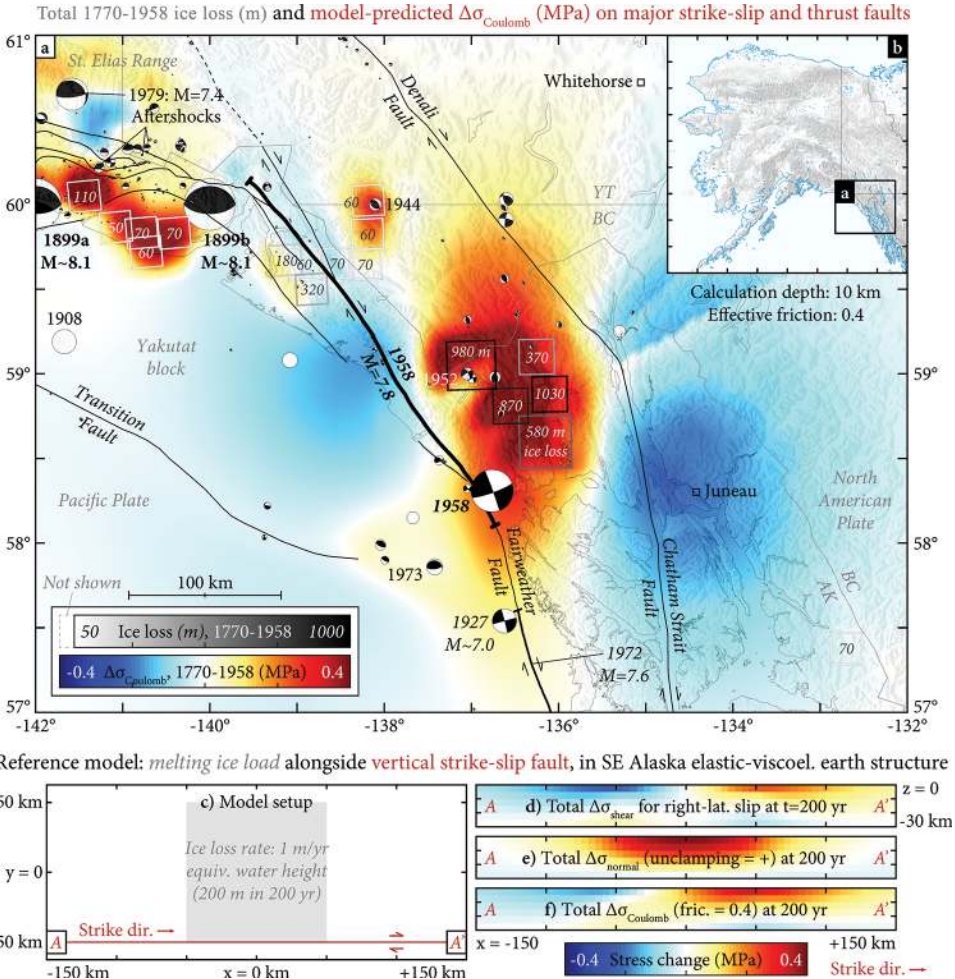 Total 1770-1958 ice loss (m) and model-predicted ΔσCoulomb (MPa) on major strike-slip and thrust faults
61°
a
St. Elias Range
1979: M=7.4
Aftershocks
Denali
Fault
Whitehorse
b
a
60°
110
50
70
60
70
1899a
M~8.1
1899b
M~8.1
60
1944
60
YT
BC
180
60
70
70
320
Calculation depth: 10 km
Effective friction: 0.4
1908
Yakutat
block
59°
1958
M=7.8
980 m
370
1952
870
1030
580 m
ice loss
Transition
Fault
Pacific Plate
1958
Juneau
North
American
Plate
58°
1973
Fairweather
Fault
Chatham Strait
Fault
BC
AK
Not shown
100 km
50 Ice loss (m), 1770-1958 1000
-0.4 ΔσCoulomb, 1770-1958 (MPa) 0.4
1927
M~7.0
1972
M=7.6
70
57°
-142 -140 -138 -136 -134 -132
Reference model: melting ice load alongside vertical strike-slip fault, in SE Alaska elastic-viscoel. earth structure
50 km
c) Model setup
Ice loss rate: 1 m/yr
equiv. water height
(200 m in 200 yr)
y = 0
Strike dir. →
50 km
A A'
-150 km x = 0 km +150 km
z = 0
A d) Total Δσshear for right-lat. slip at t=200 yr A'
-30 km
A e) Total Δσnormal (unclamping = +) at 200 yr A'
A f) Total ΔσCoulomb (fric. = 0.4) at 200 yr A'
x = -150 +150 km
-0.4 Stress change (MPa) 0.4
Strike dir. →